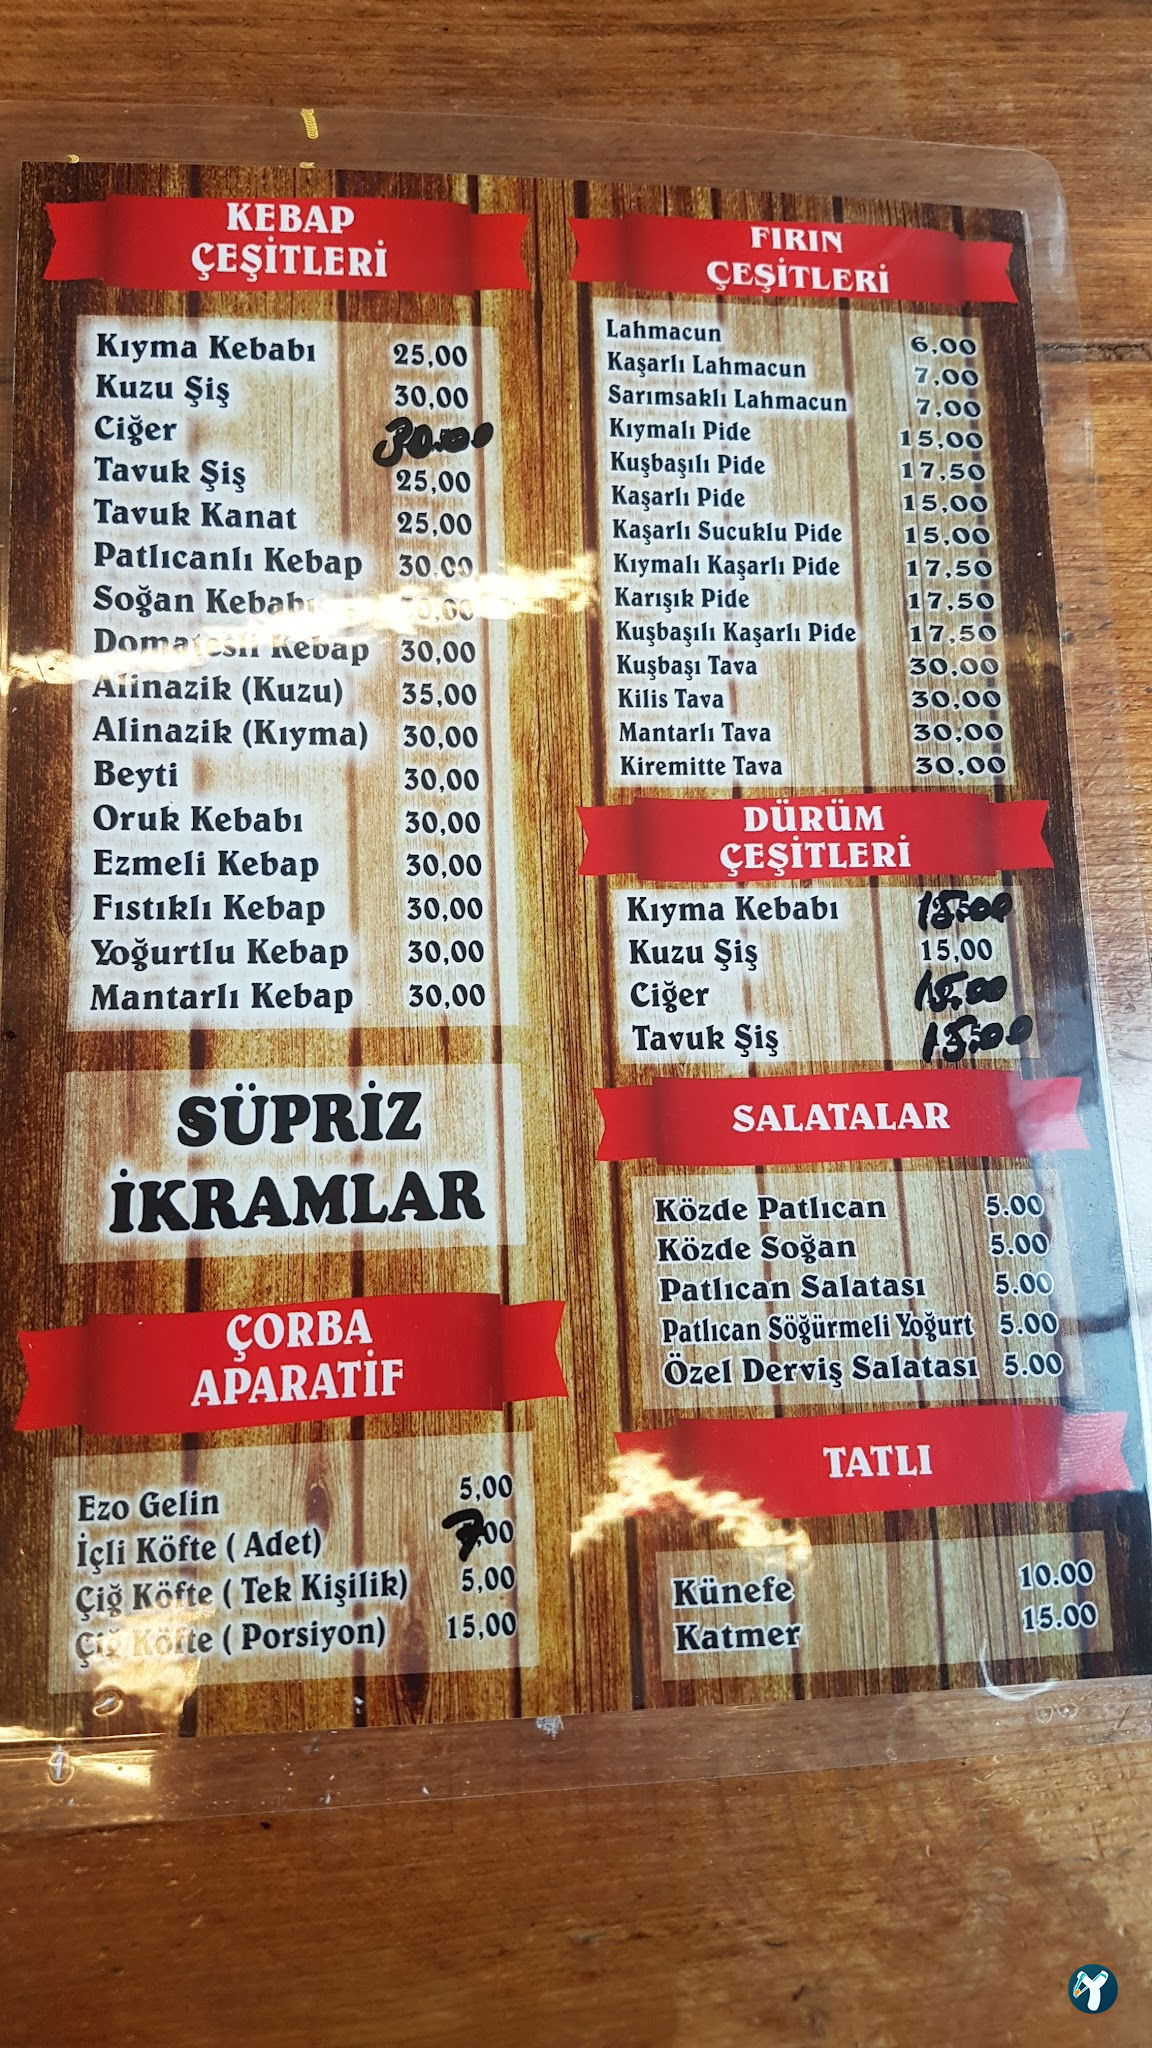 KEBAP
ÇEŞİTLERİ
Kıyma Kebabı 25,00
Kuzu Şiş 30,00
Ciğer 30.00
Tavuk Şiş 25,00
Tavuk Kanat 25,00
Patlıcanlı Kebap 30,00
Soğan Kebabı
Domatesli Kebap 30,00
Alinazik (Kuzu) 35,00
Alinazik (Kıyma) 30,00
Beyti 30,00
Oruk Kebabı 30,00
Ezmeli Kebap 30,00
Fıstıklı Kebap 30,00
Yoğurtlu Kebap 30,00
Mantarlı Kebap 30,00
SÜPRİZ
İKRAMLAR
ÇORBA
APARATİF
Ezo Gelin 5,00
İçli Köfte ( Adet) 7,00
Çiğ Köfte ( Tek Kişilik) 5,00
Çiğ Köfte ( Porsiyon) 15,00
FIRIN
ÇEŞİTLERİ
Lahmacun 6,00
Kaşarlı Lahmacun 7,00
Sarımsaklı Lahmacun 7,00
Kıymalı Pide 15,00
Kuşbaşılı Pide 17,50
Kaşarlı Pide 15,00
Kaşarlı Sucuklu Pide 15,00
Kıymalı Kaşarlı Pide 17,50
Karışık Pide 17,50
Kuşbaşılı Kaşarlı Pide 17,50
Kuşbaşı Tava 30,00
Kilis Tava 30,00
Mantarlı Tava 30,00
Kiremitte Tava 30,00
DÜRÜM
ÇEŞİTLERİ
Kıyma Kebabı 15.00
Kuzu Şiş 15,00
Ciğer 15.00
Tavuk Şiş 15.00
SALATALAR
Közde Patlıcan 5.00
Közde Soğan 5.00
Patlıcan Salatası 5.00
Patlıcan Söğürmeli Yoğurt 5.00
Özel Derviş Salatası 5.00
TATLI
Künefe 10.00
Katmer 15.00